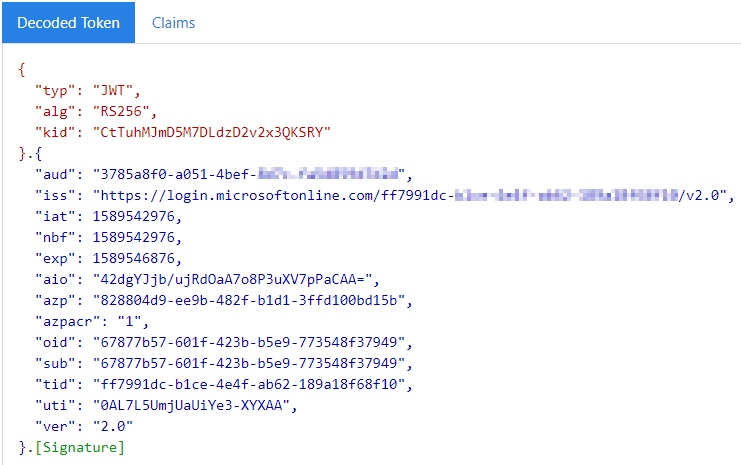 Decoded Token Claims
{
"typ": "JWT",
"alg": "RS256",
"kid": "CtTuhMJmD5M7DLdzD2v2x3QKSRY"
}.{
"aud": "3785a8f0-a051-4bef-",
"iss": "https://login.microsoftonline.com/ff7991dc-/v2.0",
"iat": 1589542976,
"nbf": 1589542976,
"exp": 1589546876,
"aio": "42dgYJjb/ujRdOaA7o8P3uXV7pPaCAA=",
"azp": "828804d9-ee9b-482f-b1d1-3ffd100bd15b",
"azpacr": "1",
"oid": "67877b57-601f-423b-b5e9-773548f37949",
"sub": "67877b57-601f-423b-b5e9-773548f37949",
"tid": "ff7991dc-b1ce-4e4f-ab62-189a18f68f10",
"uti": "0AL7L5UmjUaUiYe3-XYXAA",
"ver": "2.0"
}.[Signature]